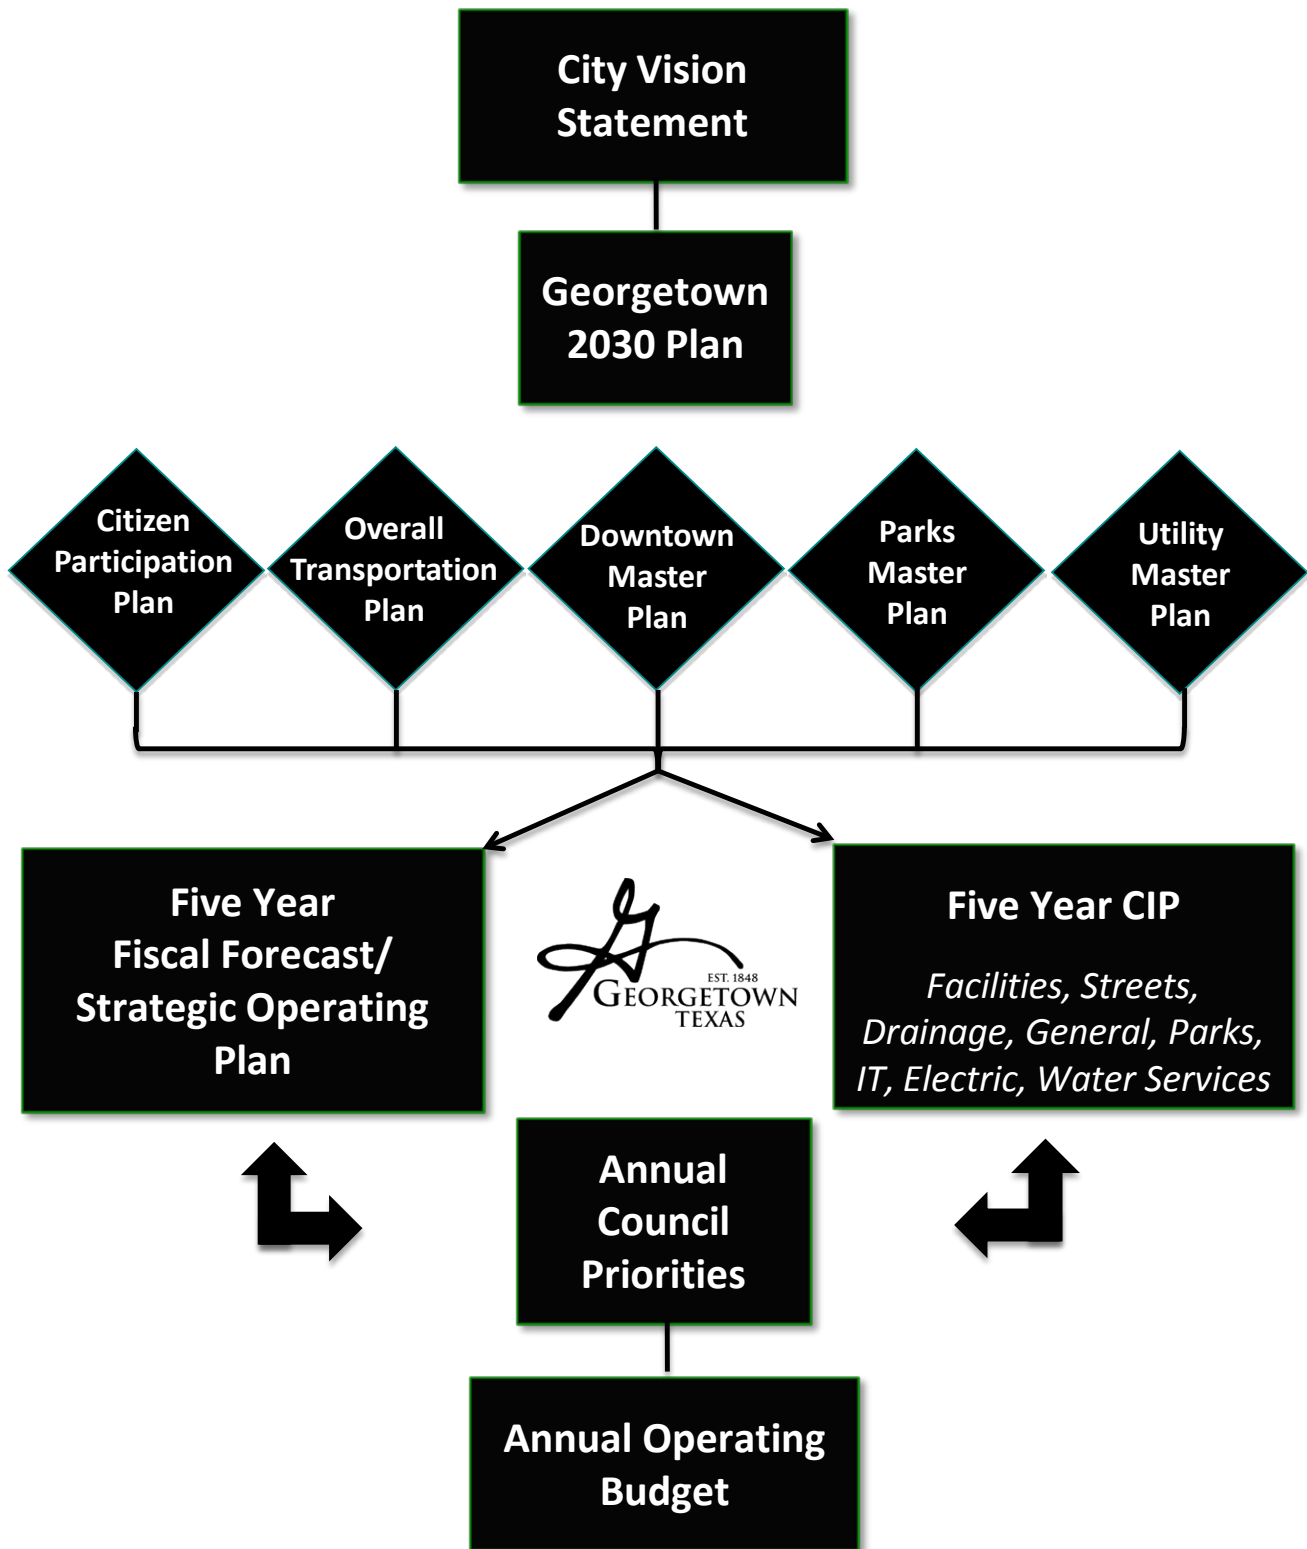 City Vision
Statement
Georgetown
2030 Plan
Citizen
Participation
Plan
Overall
Transportation
Plan
Downtown
Master
Plan
Parks
Master
Plan
Utility
Master
Plan
Five Year
Fiscal Forecast/
Strategic Operating
Plan
EST. 1848
GEORGETOWN
TEXAS
Five Year CIP
Facilities, Streets,
Drainage, General, Parks,
IT, Electric, Water Services
Annual
Council
Priorities
Annual Operating
Budget